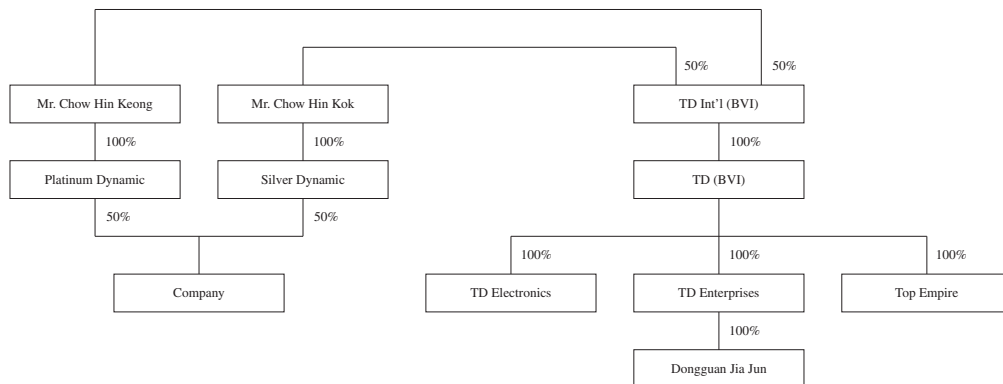 50%
50%
Mr. Chow Hin Keong
Mr. Chow Hin Kok
TD Int'l (BVI)
100%
100%
100%
Platinum Dynamic
Silver Dynamic
TD (BVI)
50%
50%
100%
100%
100%
Company
TD Electronics
TD Enterprises
Top Empire
100%
Dongguan Jia Jun